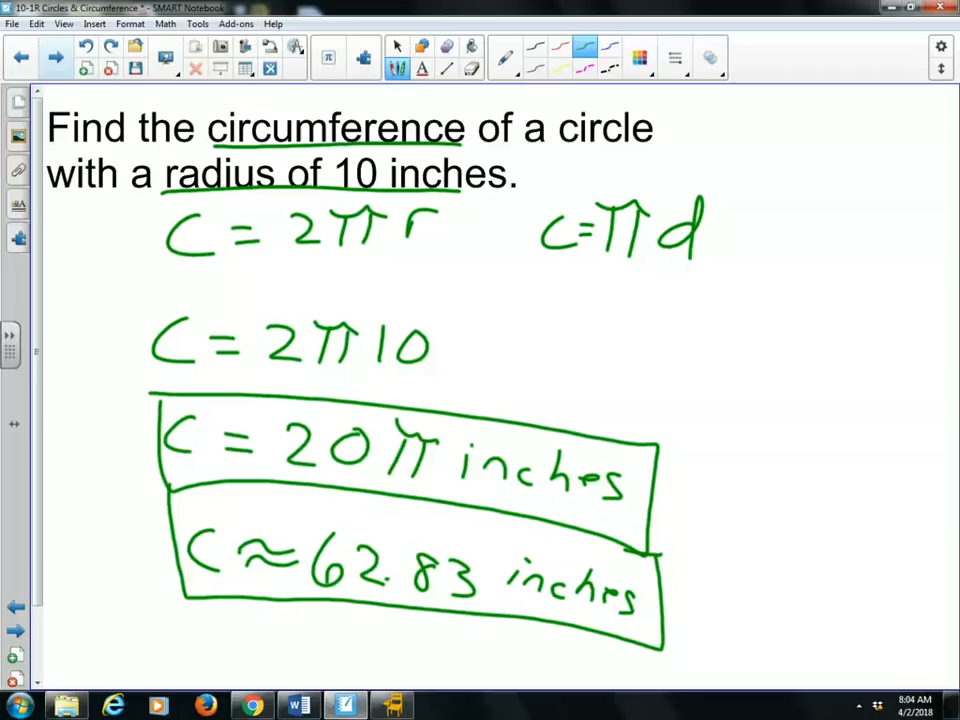 10-1R Circles & Circumference * - SMART Notebook
File Edit View Insert Format Math Tools Add-ons Help
Find the circumference of a circle
with a radius of 10 inches.
C = 2πr C=πd
C = 2π10
C = 20π inches
C ≈ 62.83 inches
8:04 AM
4/2/2018